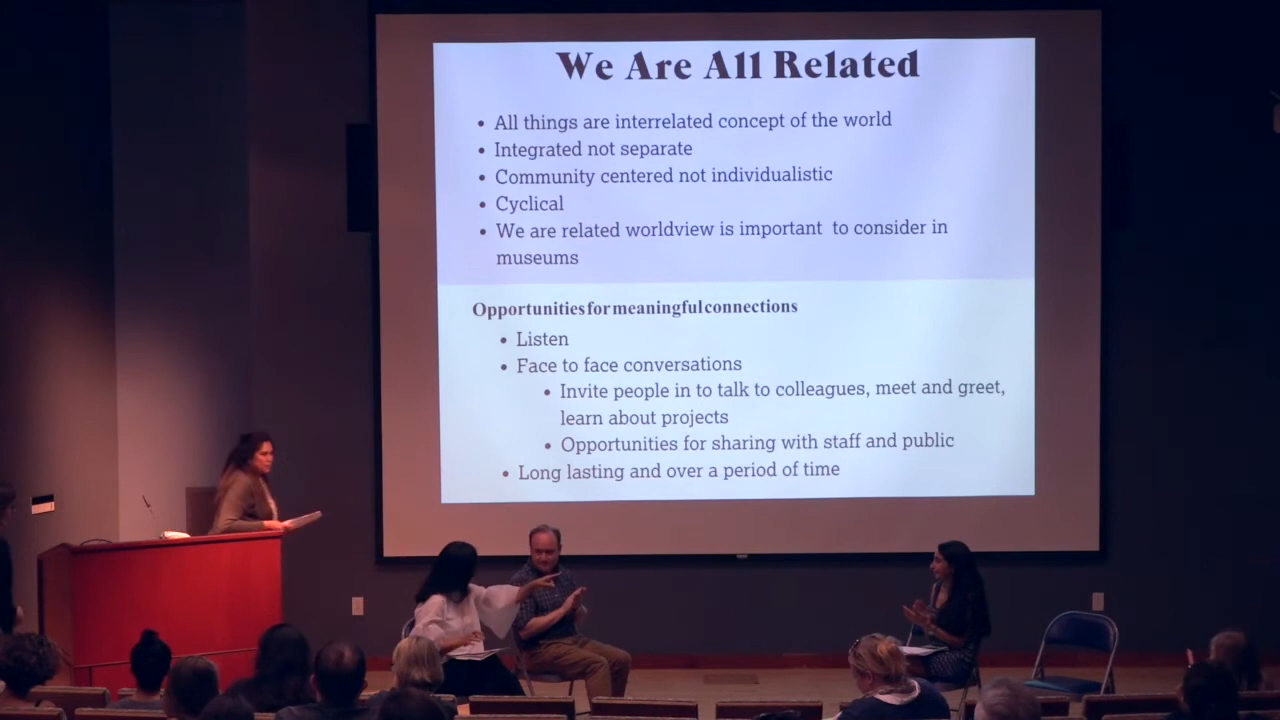 We Are All Related
• All things are interrelated concept of the world
• Integrated not separate
• Community centered not individualistic
• Cyclical
• We are related worldview is important to consider in
museums
Opportunities for meaningful connections
• Listen
• Face to face conversations
• Invite people in to talk to colleagues, meet and greet,
learn about projects
• Opportunities for sharing with staff and public
• Long lasting and over a period of time